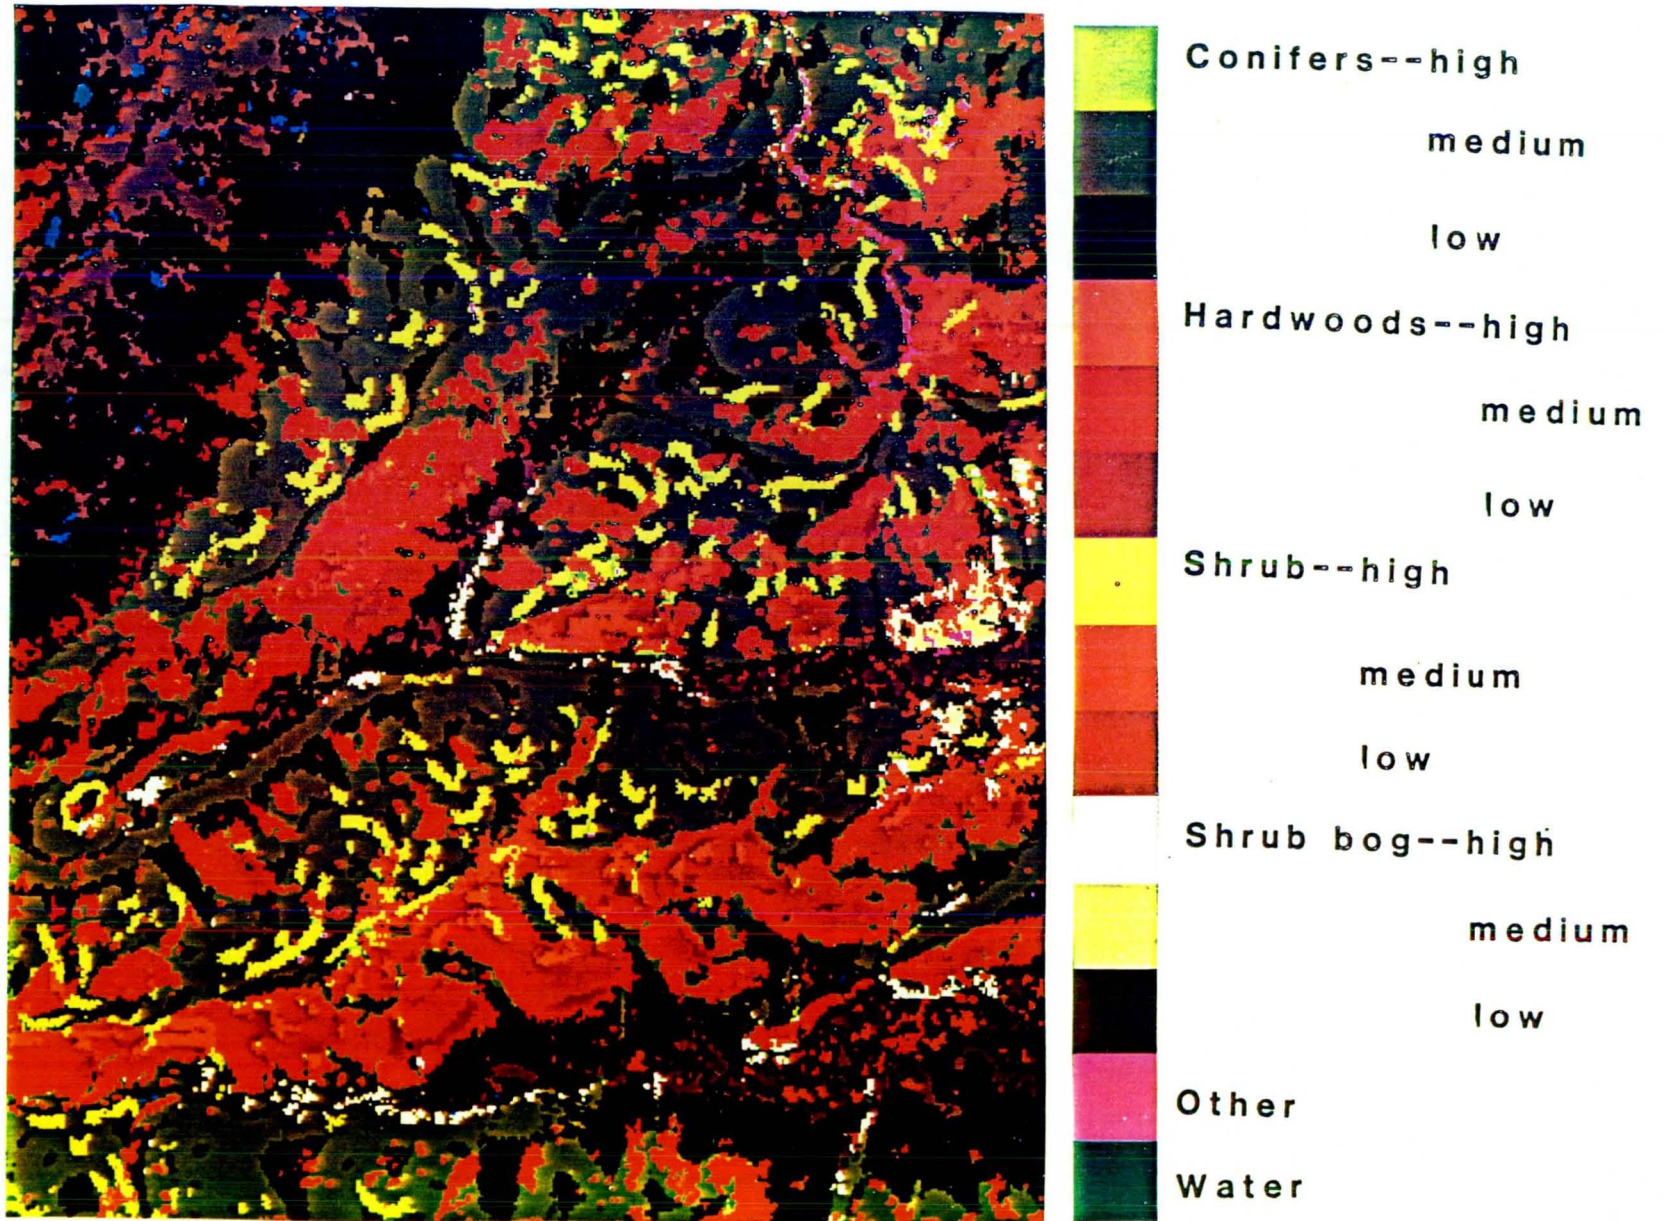 Conifers--high
medium
low
Hardwoods--high
medium
low
Shrub--high
medium
low
Shrub bog--high
medium
low
Other
Water